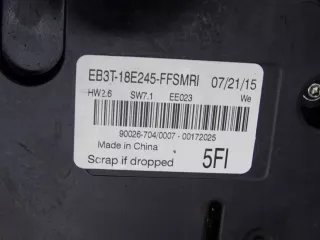 EB3T-18E245-FFSMRI 07/21/15
HW2.6 SW7.1 EE023 We
90026-704/0007 - 00172026
Made in China
Scrap if dropped 5FI